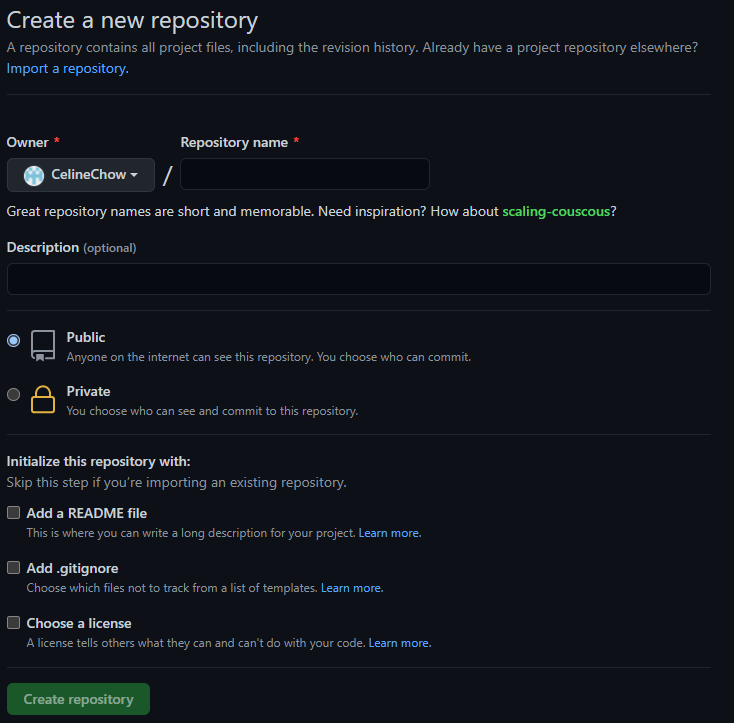 Create a new repository
A repository contains all project files, including the revision history. Already have a project repository elsewhere?
Import a repository.
Owner * Repository name *
CelineChow /
Great repository names are short and memorable. Need inspiration? How about scaling-couscous?
Description (optional)
Public
Anyone on the internet can see this repository. You choose who can commit.
Private
You choose who can see and commit to this repository.
Initialize this repository with:
Skip this step if you’re importing an existing repository.
Add a README file
This is where you can write a long description for your project. Learn more.
Add .gitignore
Choose which files not to track from a list of templates. Learn more.
Choose a license
A license tells others what they can and can't do with your code. Learn more.
Create repository